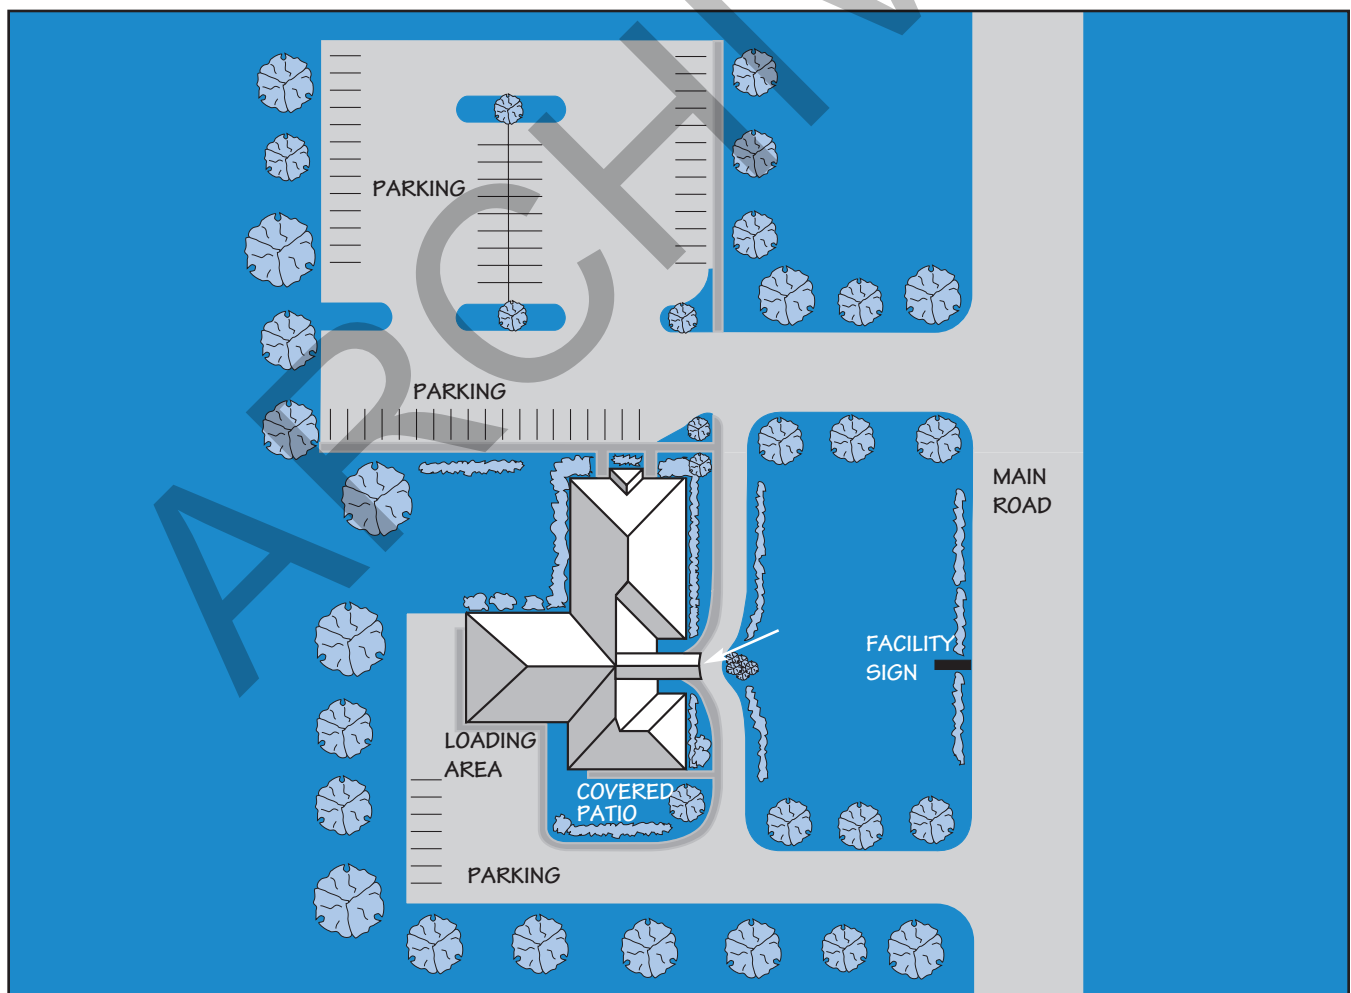 PARKING
PARKING
MAIN
ROAD
FACILITY
SIGN
LOADING
AREA
COVERED
PATIO
PARKING
ARCHIV